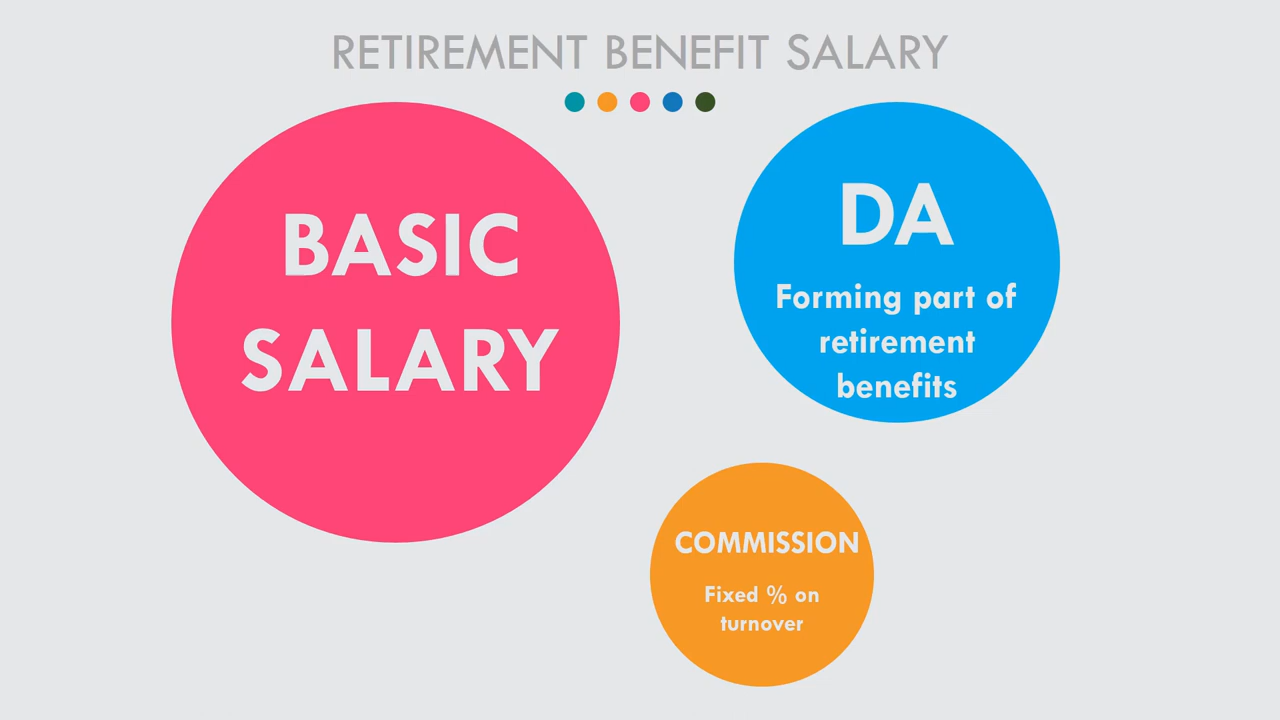 RETIREMENT BENEFIT SALARY
BASIC
SALARY
DA
Forming part of
retirement
benefits
COMMISSION
Fixed % on
turnover